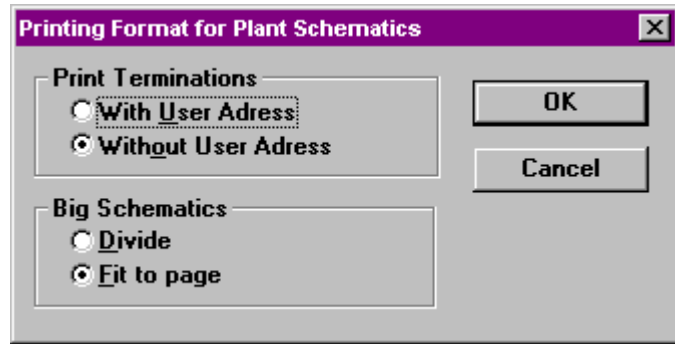 Printing Format for Plant Schematics
Print Terminations
With User Adress
Without User Adress
OK
Cancel
Big Schematics
Divide
Fit to page